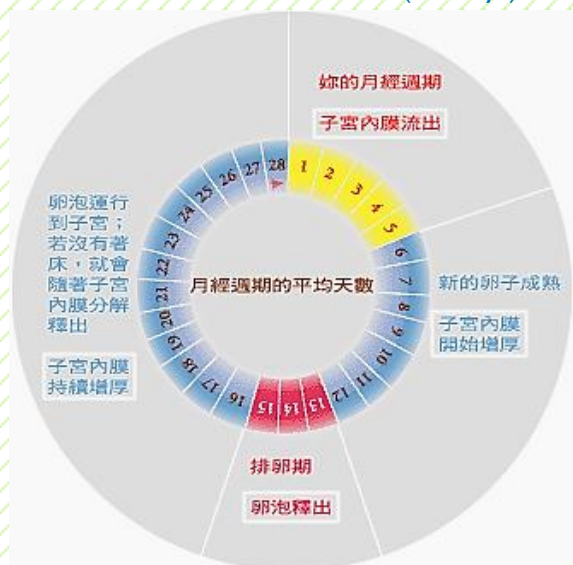 妳的月經週期
子宮內膜流出
1
2
3
4
5
6
7
8
9
10
11
12
13
14
15
16
17
18
19
20
21
22
23
24
25
26
27
28
新的卵子成熟
子宮內膜
開始增厚
排卵期
卵泡釋出
卵泡運行
到子宮；
若沒有著
床，就會
隨著子宮
內膜分解
釋出
子宮內膜
持續增厚
月經週期的平均天數